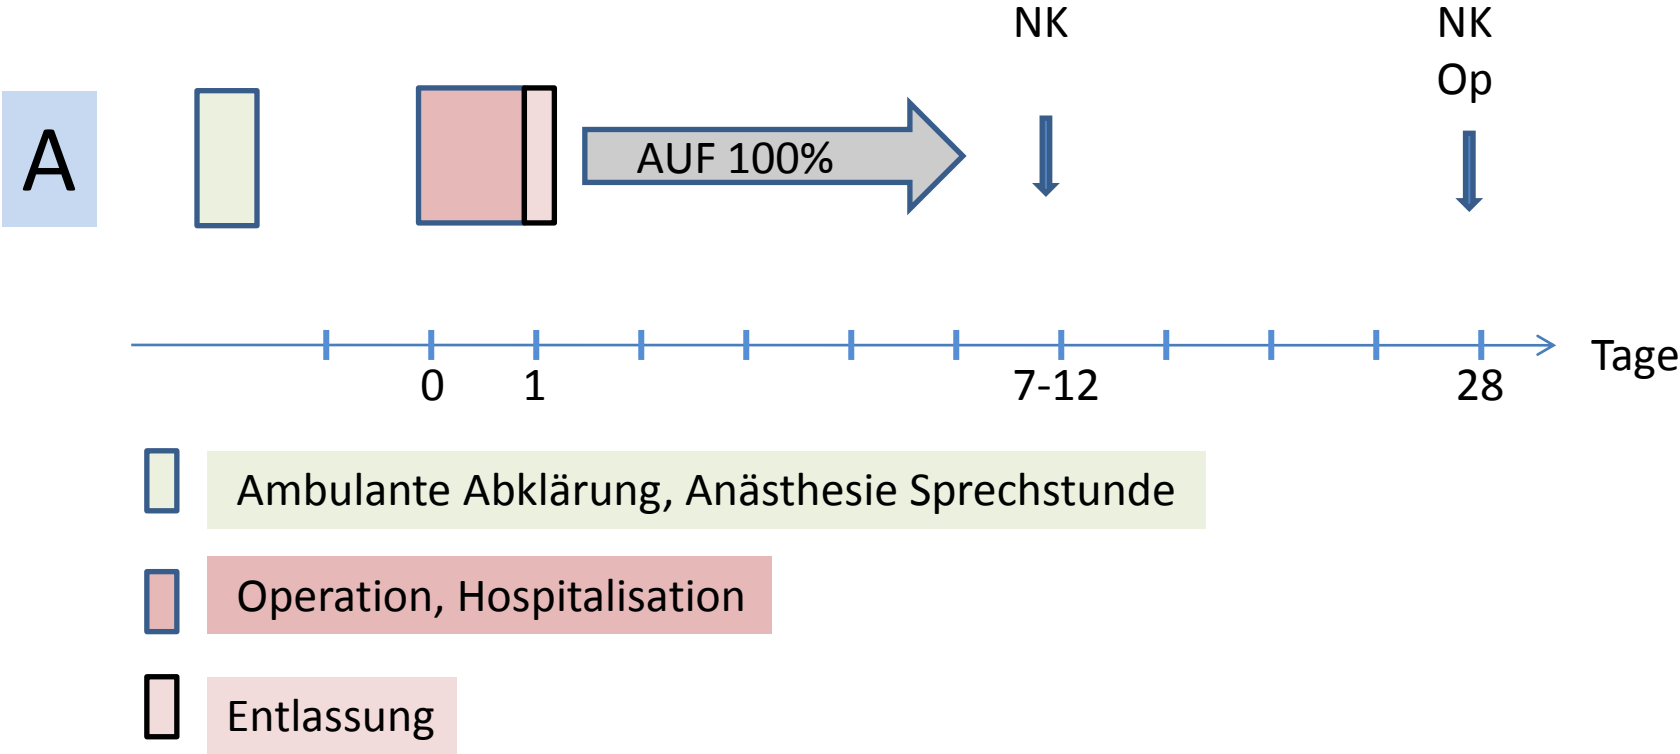 NK
NK
Op
A
AUF 100%
Tage
0
1
7-12
28
Ambulante Abklärung, Anästhesie Sprechstunde
Operation, Hospitalisation
Entlassung